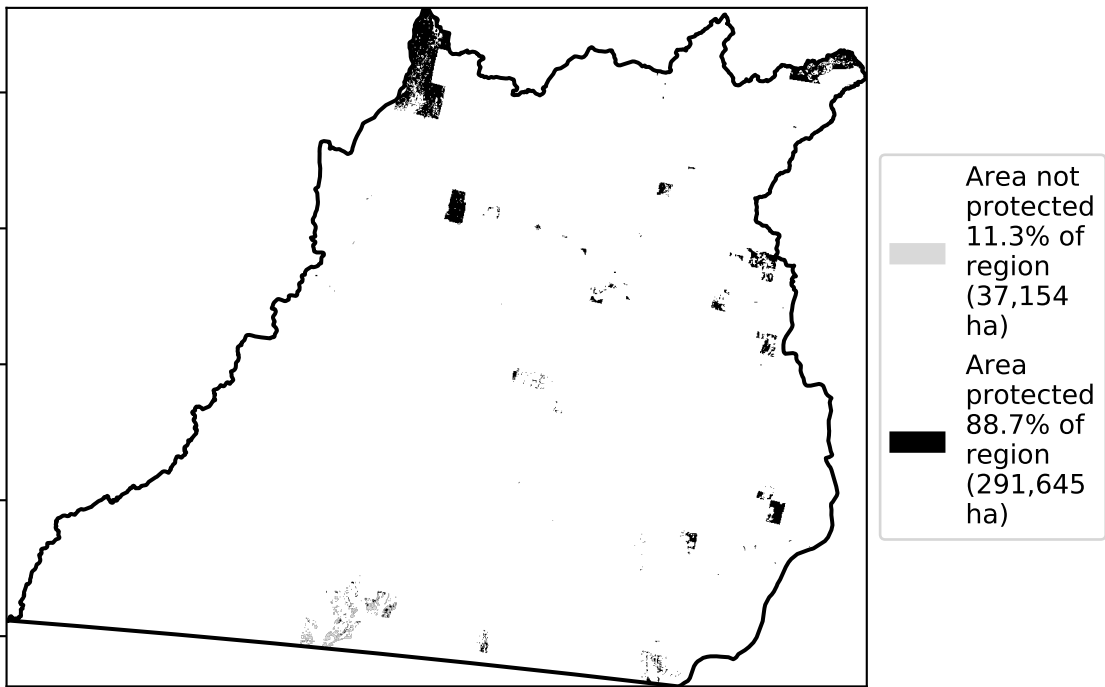 Area not
protected
11.3% of
region
(37,154
ha)
Area
protected
88.7% of
region
(291,645
ha)